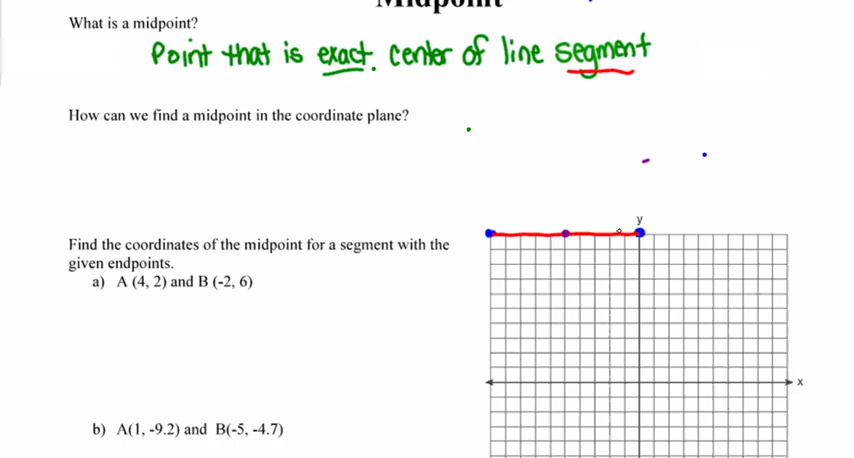 Midpoint
What is a midpoint?
Point that is exact center of line segment
How can we find a midpoint in the coordinate plane?
y
Find the coordinates of the midpoint for a segment with the
given endpoints.
a) A (4, 2) and B (-2, 6)
x
b) A(1, -9.2) and B(-5, -4.7)